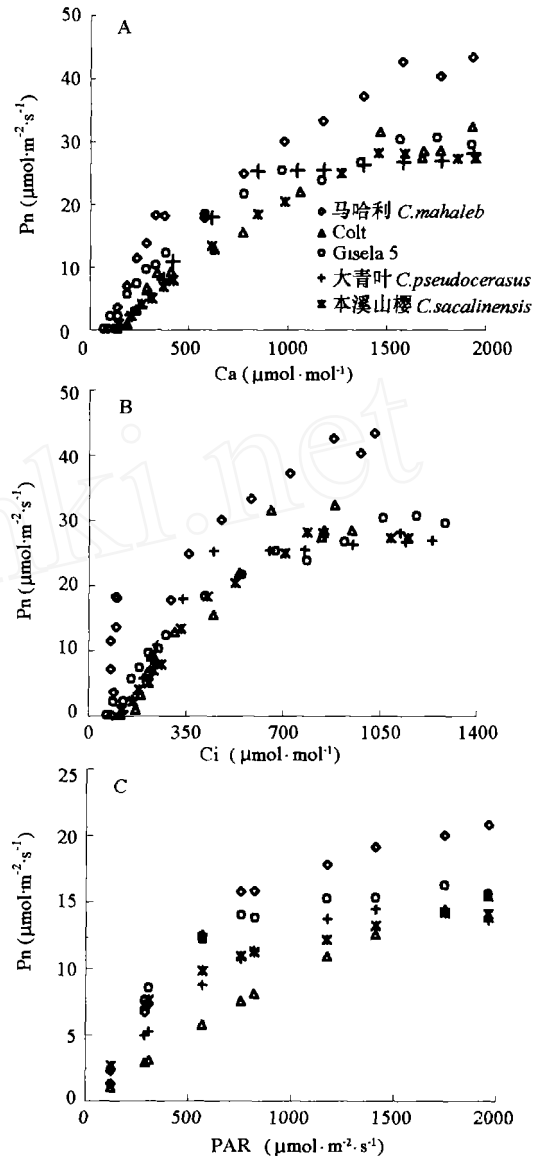 A
50
40
30
20
10
0
Pn (μmol·m⁻²·s⁻¹)
马哈利 C.mahaleb
Colt
Gisela 5
大青叶 C.pseudocerasus
本溪山樱 C.sacalinensis
0 500 1000 1500 2000
Ca (μmol·mol⁻¹)
B
50
40
30
20
10
0
Pn (μmol·m⁻²·s⁻¹)
0 350 700 1050 1400
Ci (μmol·mol⁻¹)
C
25
20
15
10
5
0
Pn (μmol·m⁻²·s⁻¹)
0 500 1000 1500 2000
PAR (μmol·m⁻²·s⁻¹)
nki.net